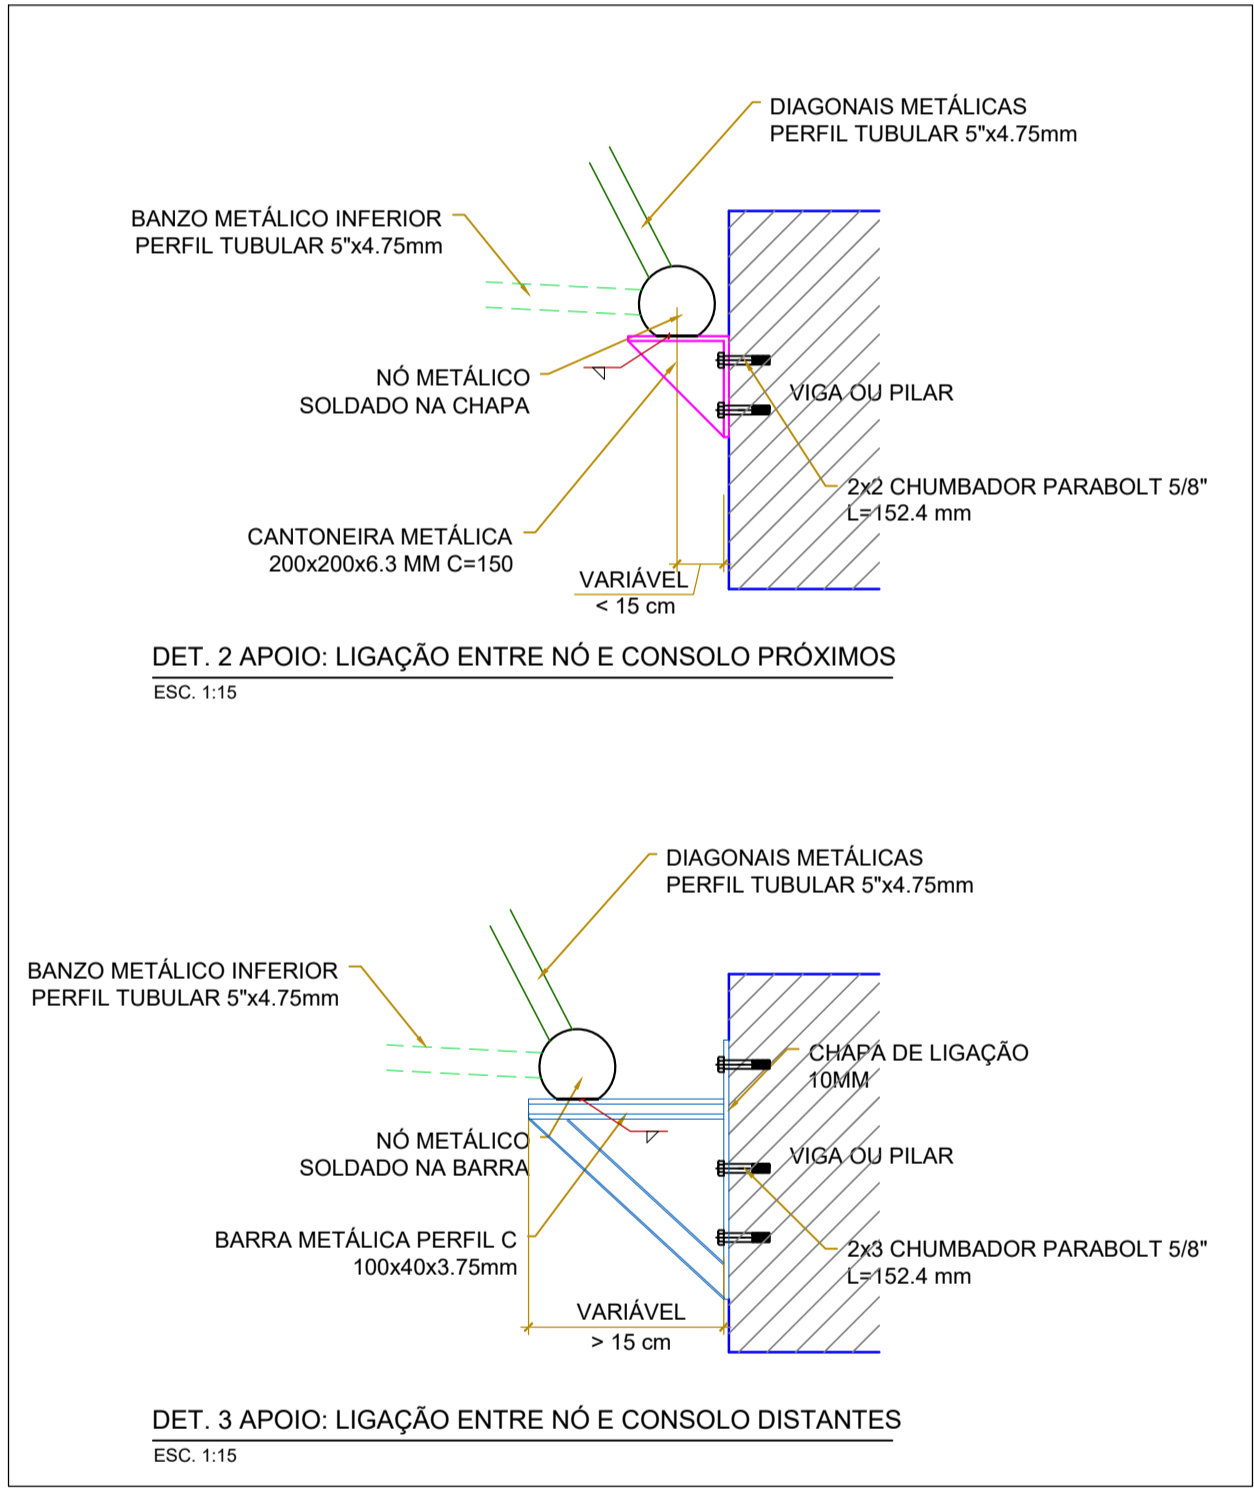 DIAGONAIS METÁLICAS
PERFIL TUBULAR 5"x4.75mm
BANZO METÁLICO INFERIOR
PERFIL TUBULAR 5"x4.75mm
NÓ METÁLICO
SOLDADO NA CHAPA
VIGA OU PILAR
2x2 CHUMBADOR PARABOLT 5/8"
L=152.4 mm
CANTONEIRA METÁLICA
200x200x6.3 MM C=150
VARIÁVEL
< 15 cm
DET. 2 APOIO: LIGAÇÃO ENTRE NÓ E CONSOLO PRÓXIMOS
ESC. 1:15
DIAGONAIS METÁLICAS
PERFIL TUBULAR 5"x4.75mm
BANZO METÁLICO INFERIOR
PERFIL TUBULAR 5"x4.75mm
CHAPA DE LIGAÇÃO
10MM
NÓ METÁLICO
SOLDADO NA BARRA
VIGA OU PILAR
BARRA METÁLICA PERFIL C
100x40x3.75mm
2x3 CHUMBADOR PARABOLT 5/8"
L=152.4 mm
VARIÁVEL
> 15 cm
DET. 3 APOIO: LIGAÇÃO ENTRE NÓ E CONSOLO DISTANTES
ESC. 1:15